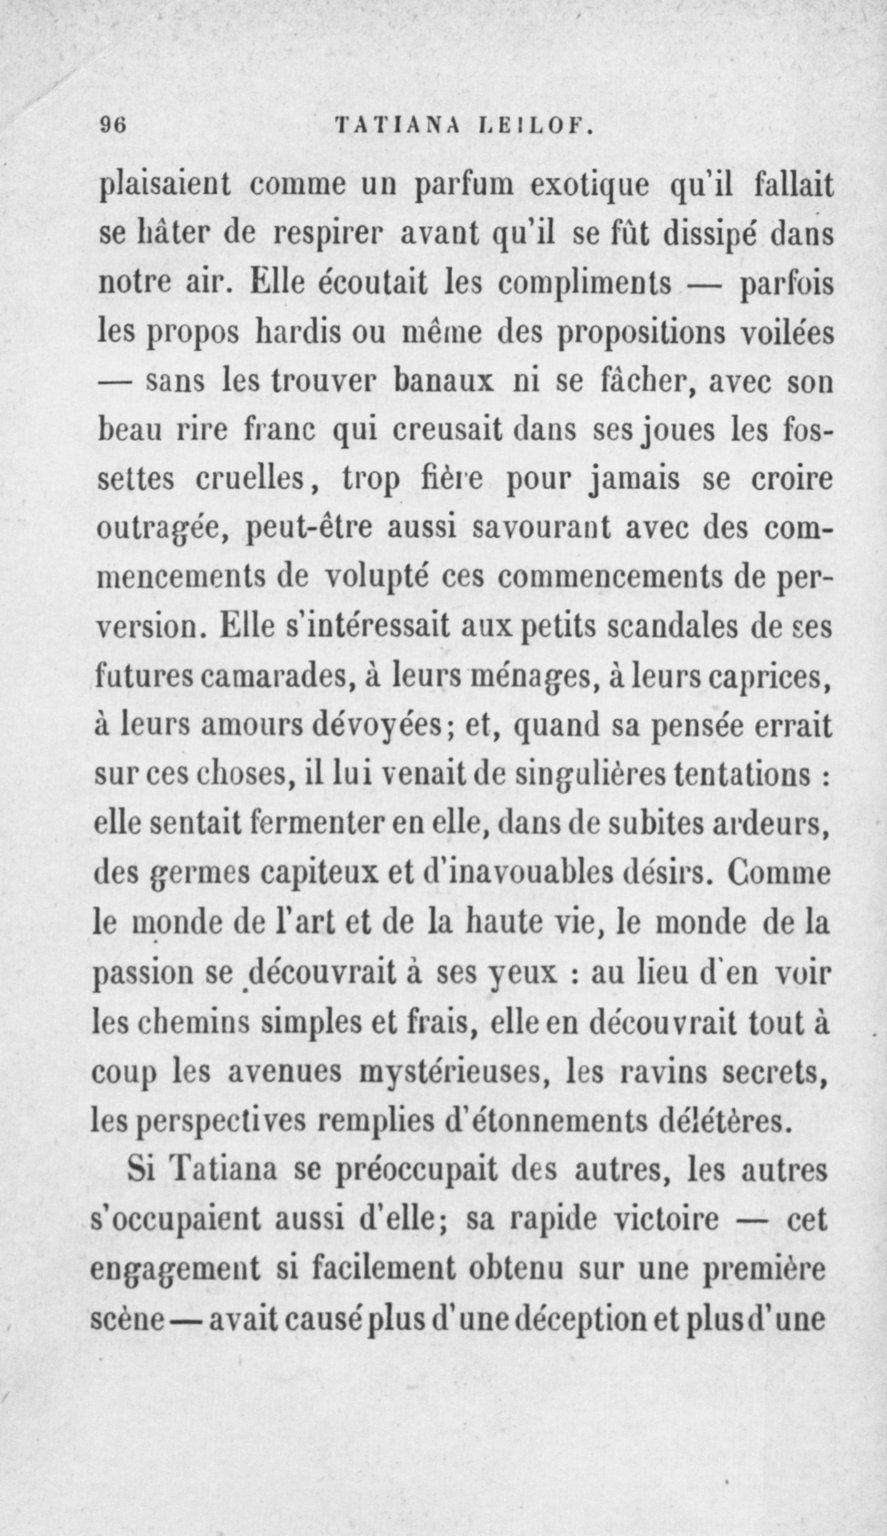 96 TATIANA LEILOF.
plaisaient comme un parfum exotique qu'il fallait
se hâter de respirer avant qu'il se fût dissipé dans
notre air. Elle écoutait les compliments — parfois
les propos hardis ou même des propositions voilées
— sans les trouver banaux ni se fâcher, avec son
beau rire franc qui creusait dans ses joues les fos-
settes cruelles, trop fière pour jamais se croire
outragée, peut-être aussi savourant avec des com-
mencements de volupté ces commencements de per-
version. Elle s'intéressait aux petits scandales de ses
futures camarades, à leurs ménages, à leurs caprices,
à leurs amours dévoyées; et, quand sa pensée errait
sur ces choses, il lui venait de singulières tentations :
elle sentait fermenter en elle, dans de subites ardeurs,
des germes capiteux et d'inavouables désirs. Comme
le monde de l'art et de la haute vie, le monde de la
passion se découvrait à ses yeux : au lieu d'en voir
les chemins simples et frais, elle en découvrait tout à
coup les avenues mystérieuses, les ravins secrets,
les perspectives remplies d'étonnements délétères.
Si Tatiana se préoccupait des autres, les autres
s'occupaient aussi d'elle; sa rapide victoire — cet
engagement si facilement obtenu sur une première
scène — avait causé plus d'une déception et plus d'une